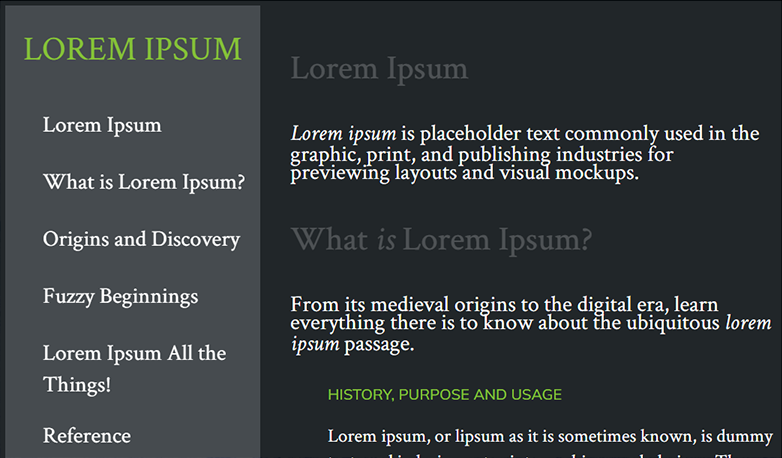 LOREM IPSUM
Lorem Ipsum
What is Lorem Ipsum?
Origins and Discovery
Fuzzy Beginnings
Lorem Ipsum All the
Things!
Reference
Lorem Ipsum
Lorem ipsum is placeholder text commonly used in the
graphic, print, and publishing industries for
previewing layouts and visual mockups.
What is Lorem Ipsum?
From its medieval origins to the digital era, learn
everything there is to know about the ubiquitous lorem
ipsum passage.
HISTORY, PURPOSE AND USAGE
Lorem ipsum, or lipsum as it is sometimes known, is dummy